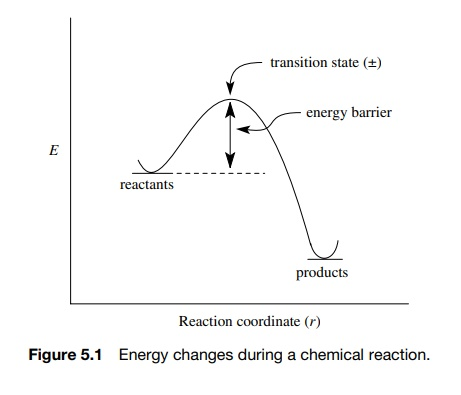 transition state (±)
energy barrier
E
reactants
products
Reaction coordinate (r)
Figure 5.1 Energy changes during a chemical reaction.